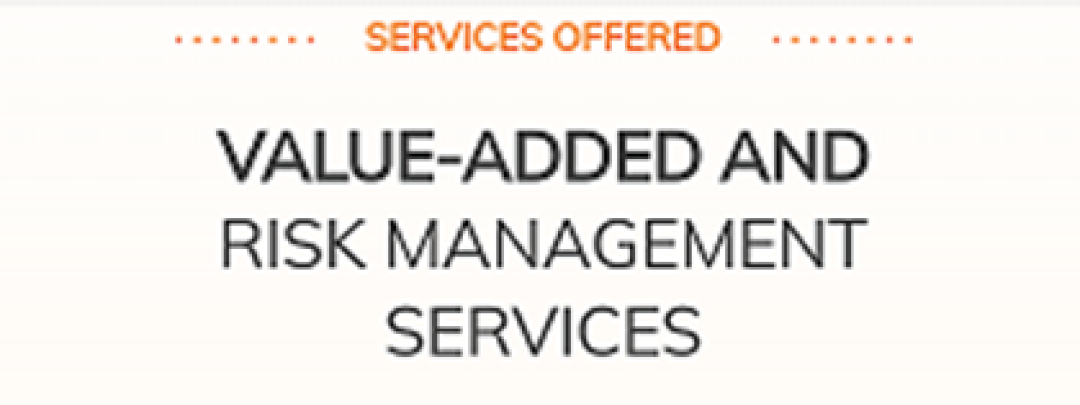 SERVICES OFFERED
VALUE-ADDED AND
RISK MANAGEMENT
SERVICES